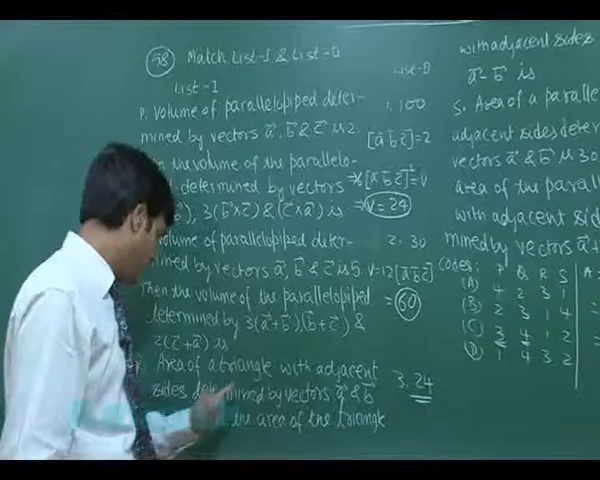 58 Match List-I & List-II
List-I
List-II
P. Volume of parallelopiped deter-
mined by vectors a⃗, b⃗ & c⃗ is 2.
the volume of the parallelo-
determined by vectors
), 3(b⃗×c⃗) & (c⃗×a⃗) is
Volume of parallelopiped deter-
mined by vectors a⃗, b⃗ & c⃗ is 5.
Then the volume of the parallelopiped
determined by 3(a⃗+b⃗), (b⃗+c⃗) &
2(c⃗+a⃗) is
Area of a triangle with adjacent
sides determined by vectors a⃗ & b⃗
the area of the triangle
1. 100
[a⃗ b⃗ c⃗] = 2
6[a⃗ b⃗ c⃗]² = V
V = 24
2. 30
V = 12[a⃗ b⃗ c⃗]
= 60
3. 24
with adjacent sides
a⃗ - b⃗ is
S. Area of a paralle
adjacent sides deter
vectors a⃗ & b⃗ is 30
area of the parall
with adjacent sid
mined by vectors a⃗+
Codes:
P Q R S
(A) 4 2 3 1
(B) 2 3 1 4
(C) 3 4 1 2
(D) 1 4 3 2